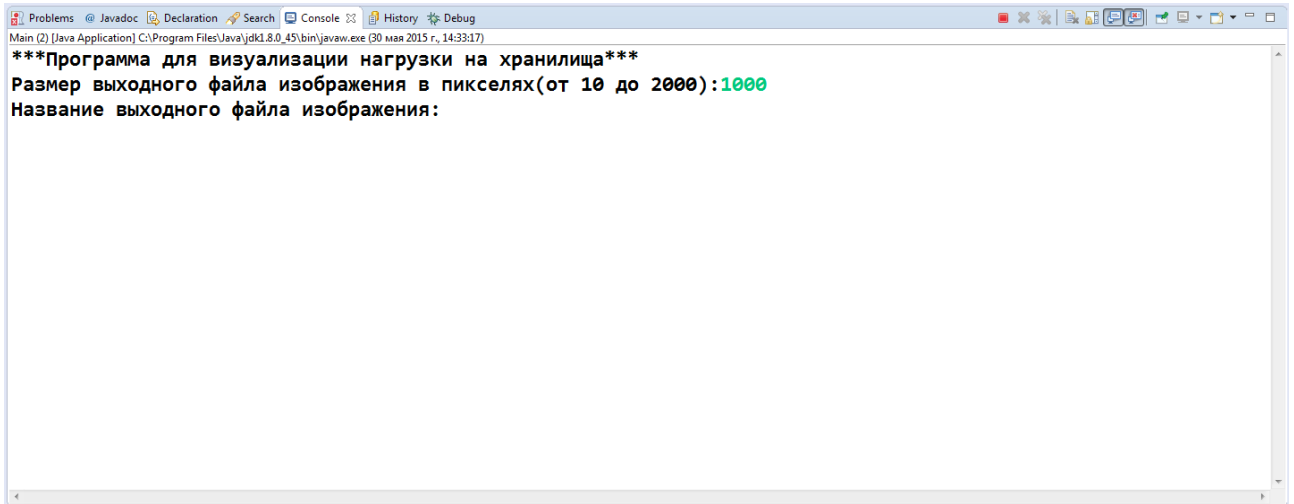 Problems @ Javadoc Declaration Search Console History Debug
Main (2) [Java Application] C:\Program Files\Java\jdk1.8.0_45\bin\javaw.exe (30 мая 2015 г., 14:33:17)
***Программа для визуализации нагрузки на хранилища***
Размер выходного файла изображения в пикселях(от 10 до 2000):1000
Название выходного файла изображения: